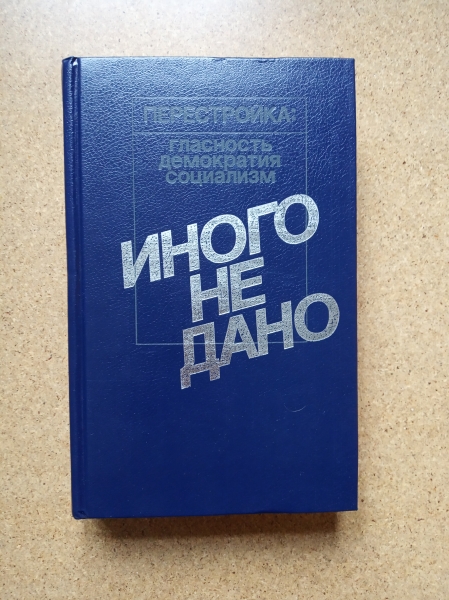 ПЕРЕСТРОЙКА:
гласность
демократия
социализм
ИНОГО
НЕ
ДАНО